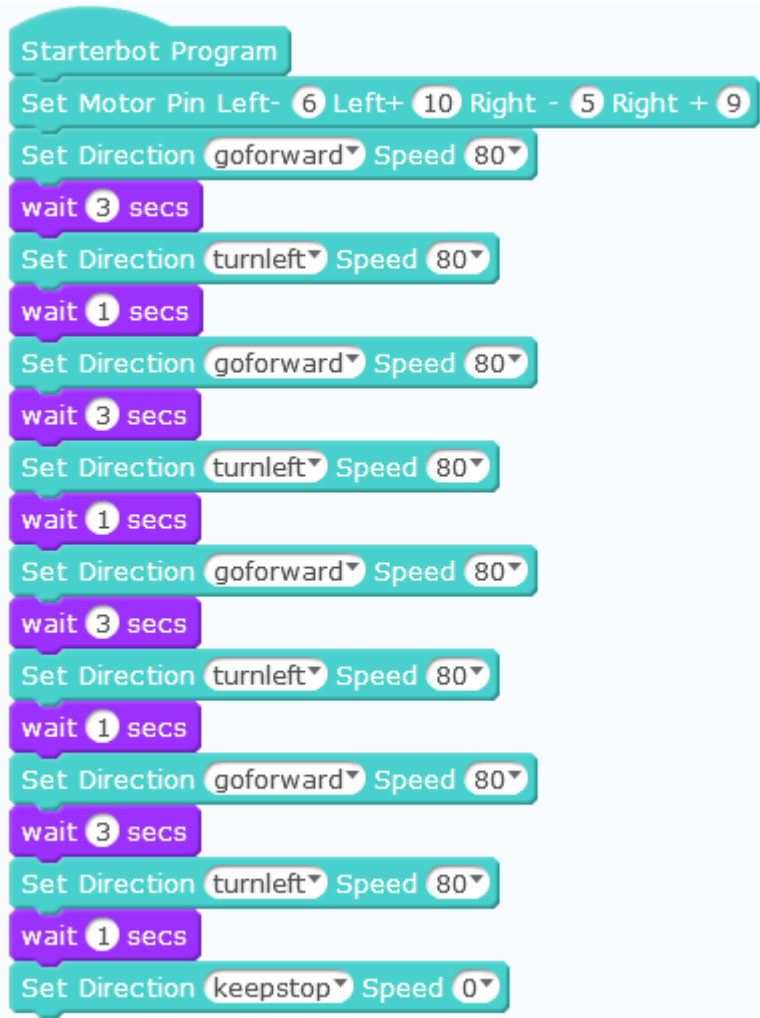 Starterbot Program
Set Motor Pin Left- 6 Left+ 10 Right - 5 Right + 9
Set Direction goforward Speed 80
wait 3 secs
Set Direction turnleft Speed 80
wait 1 secs
Set Direction goforward Speed 80
wait 3 secs
Set Direction turnleft Speed 80
wait 1 secs
Set Direction goforward Speed 80
wait 3 secs
Set Direction turnleft Speed 80
wait 1 secs
Set Direction goforward Speed 80
wait 3 secs
Set Direction turnleft Speed 80
wait 1 secs
Set Direction keepstop Speed 0